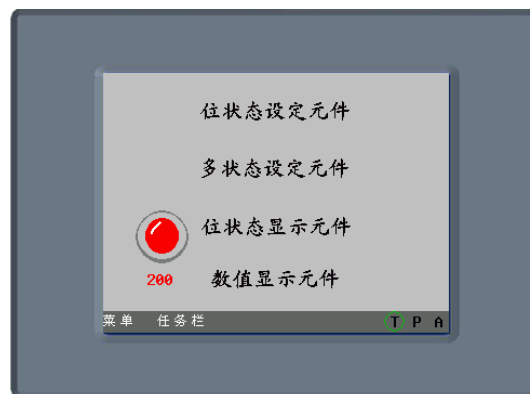 位状态设定元件
多状态设定元件
位状态显示元件
200 数值显示元件
菜单 任务栏 T P A